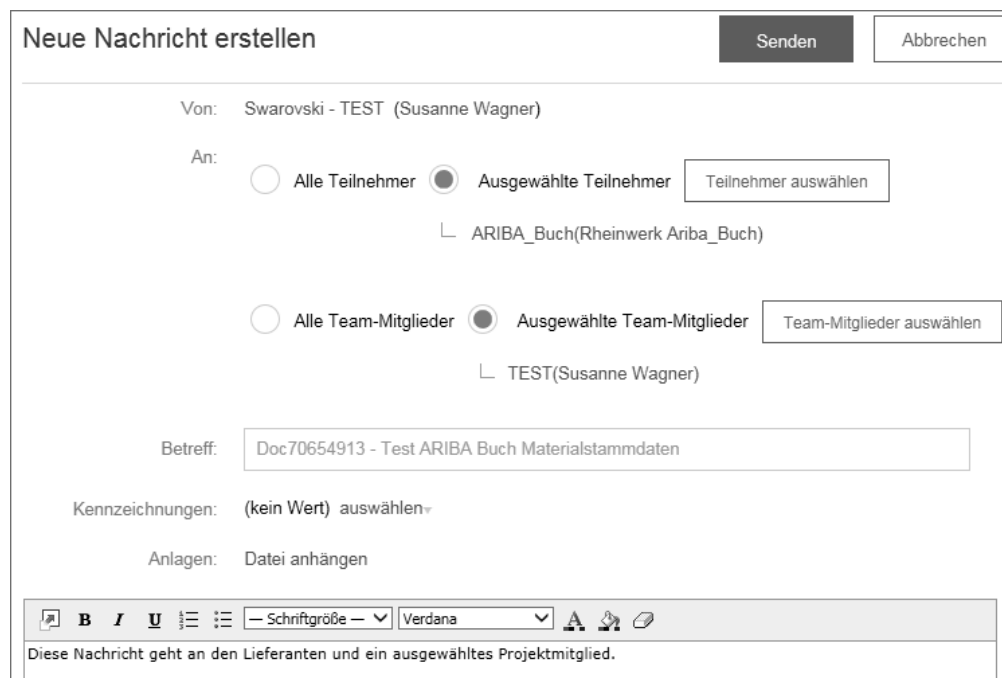 Neue Nachricht erstellen Senden Abbrechen
Von: Swarovski - TEST (Susanne Wagner)
An:
Alle Teilnehmer Ausgewählte Teilnehmer Teilnehmer auswählen
ARIBA_Buch(Rheinwerk Ariba_Buch)
Alle Team-Mitglieder Ausgewählte Team-Mitglieder Team-Mitglieder auswählen
TEST(Susanne Wagner)
Betreff: Doc70654913 - Test ARIBA Buch Materialstammdaten
Kennzeichnungen: (kein Wert) auswählen
Anlagen: Datei anhängen
B I U — Schriftgröße — Verdana A
Diese Nachricht geht an den Lieferanten und ein ausgewähltes Projektmitglied.